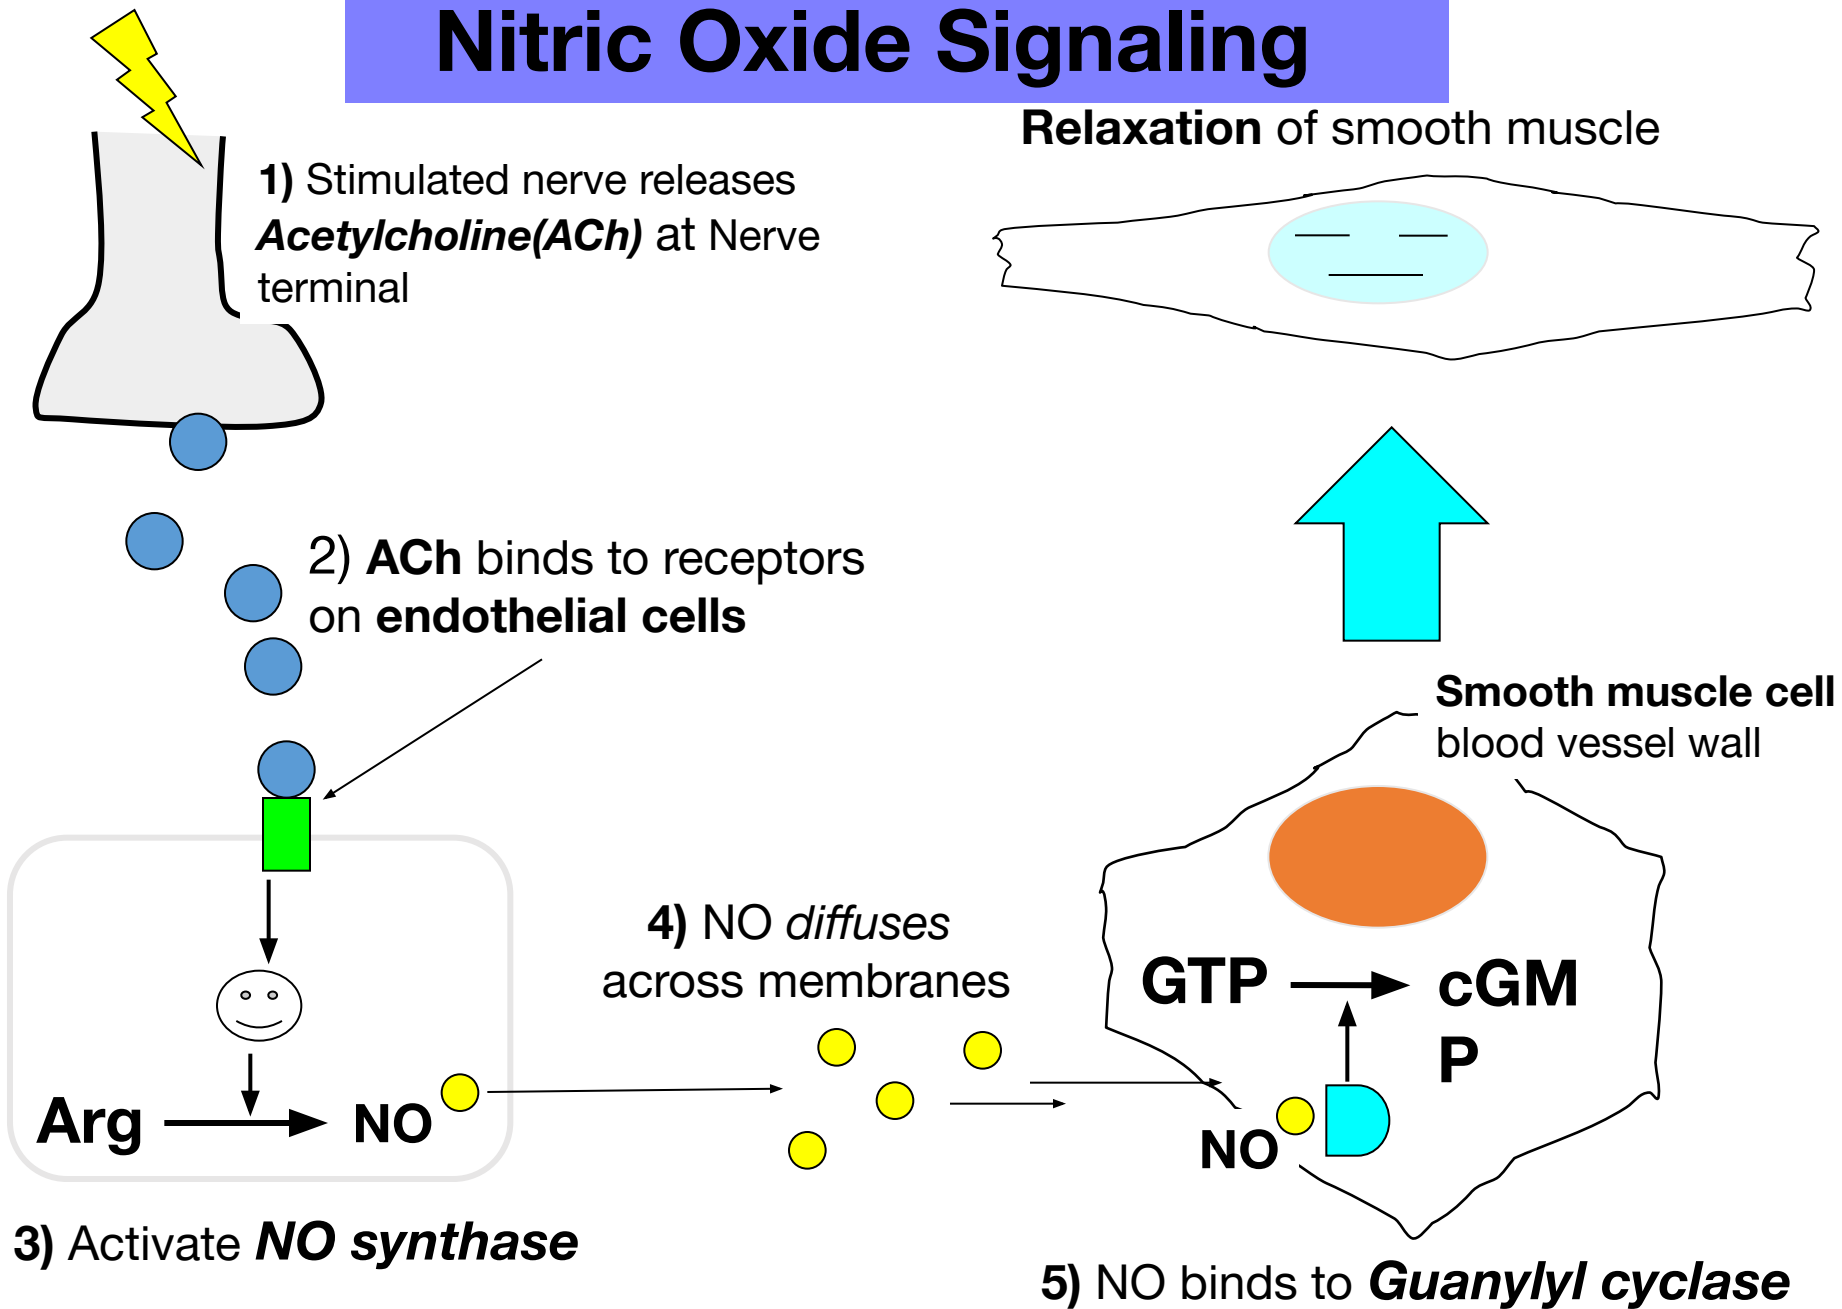 Nitric Oxide Signaling
1) Stimulated nerve releases
Acetylcholine(ACh) at Nerve
terminal
Relaxation of smooth muscle
2) ACh binds to receptors
on endothelial cells
Smooth muscle cell
blood vessel wall
4) NO diffuses
across membranes
GTP
cGM
P
Arg
NO
NO
3) Activate NO synthase
5) NO binds to Guanylyl cyclase